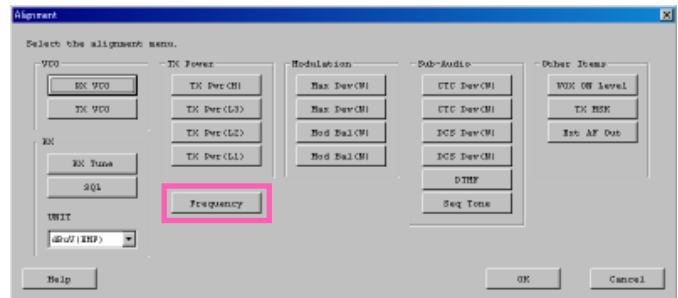 Alignment
Select the alignment menu.
VCO
RX VCO
TX VCO
RX
RX Tune
SQL
UNIT
dBuV(EMF)
TX Power
TX Pwr(H)
TX Pwr(L3)
TX Pwr(L2)
TX Pwr(L1)
Frequency
Modulation
Max Dev(W)
Max Dev(N)
Mod Bal(W)
Mod Bal(N)
Sub-Audio
CTC Dev(W)
CTC Dev(N)
DCS Dev(W)
DCS Dev(N)
DTMF
Seq Tone
Other Items
VOX ON Level
TX MSK
Ext AF Out
Help
OK
Cancel